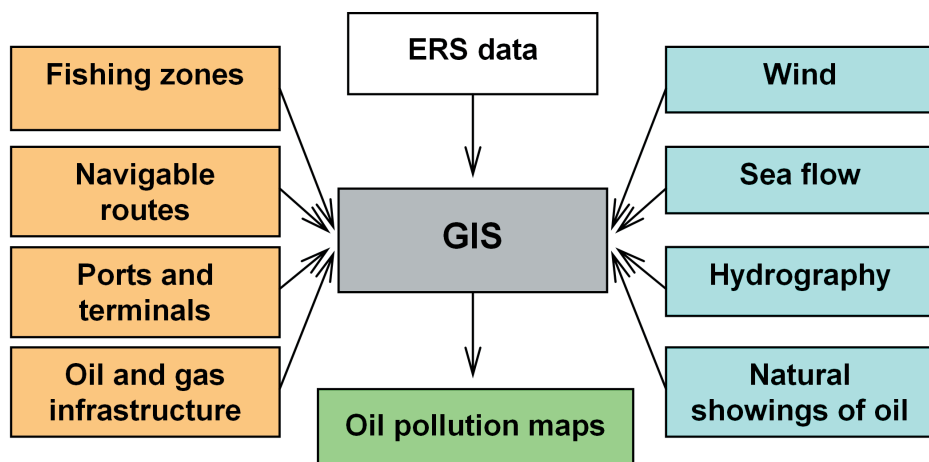 ERS data
Fishing zones
Navigable
routes
Ports and
terminals
Oil and gas
infrastructure
GIS
Oil pollution maps
Wind
Sea flow
Hydrography
Natural
showings of oil